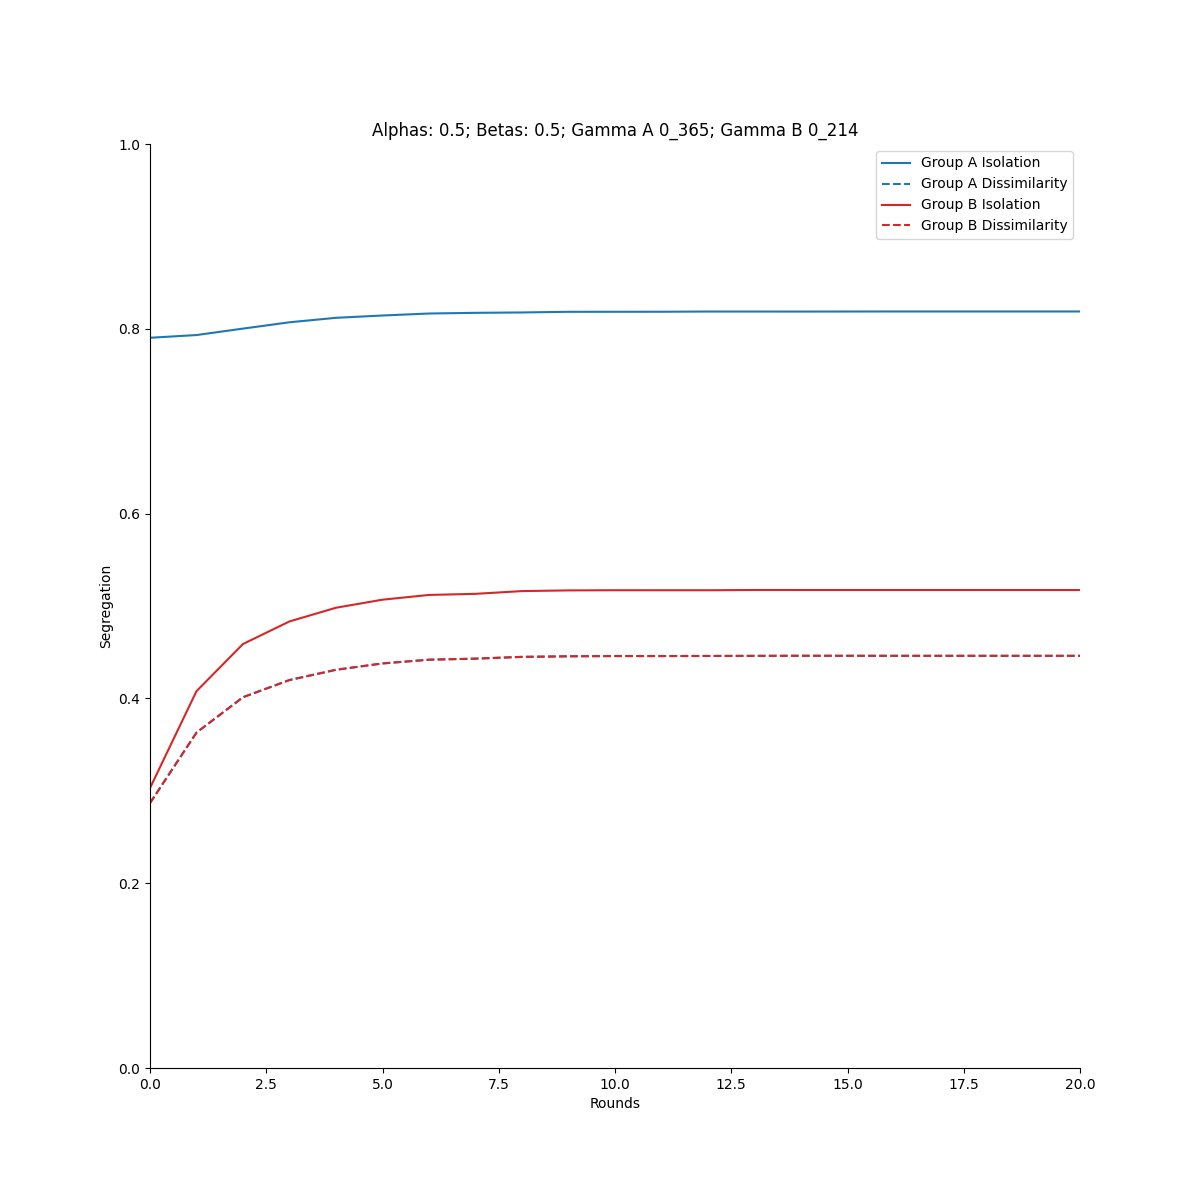 Alphas: 0.5; Betas: 0.5; Gamma A 0_365; Gamma B 0_214
Group A Isolation
Group A Dissimilarity
Group B Isolation
Group B Dissimilarity
Segregation
1.0
0.8
0.6
0.4
0.2
0.0
0.0 2.5 5.0 7.5 10.0 12.5 15.0 17.5 20.0
Rounds